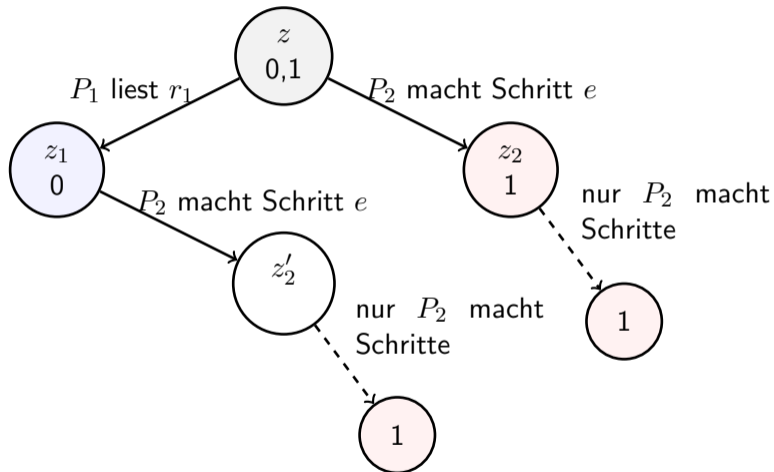 z
0,1
P₁ liest r₁
P₂ macht Schritt e
z₁
0
z₂
1
P₂ macht Schritt e
nur P₂ macht
Schritte
z₂′
nur P₂ macht
Schritte
1
1